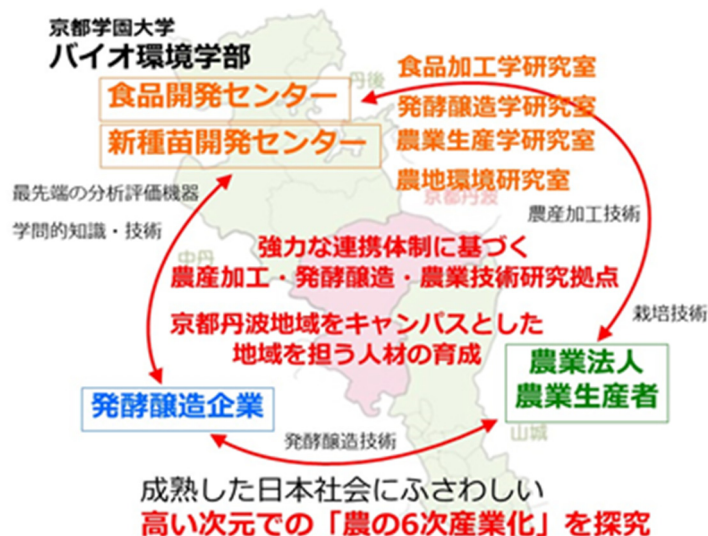 京都学園大学
バイオ環境学部
食品開発センター
新種苗開発センター
食品加工学研究室
発酵醸造学研究室
農業生産学研究室
農地環境研究室
丹後
京都丹波
最先端の分析評価機器
学問的知識・技術
農産加工技術
中丹
強力な連携体制に基づく
農産加工・発酵醸造・農業技術研究拠点
京都丹波地域をキャンパスとした
地域を担う人材の育成
栽培技術
農業法人
農業生産者
発酵醸造企業
発酵醸造技術
山城
成熟した日本社会にふさわしい
高い次元での「農の6次産業化」を探究